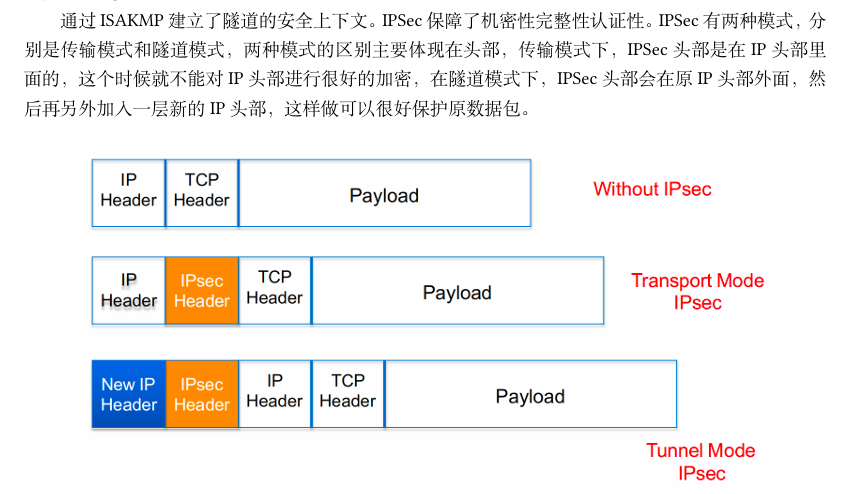 通过 ISAKMP 建立了隧道的安全上下文。IPSec 保障了机密性完整性认证性。IPSec 有两种模式，分
别是传输模式和隧道模式，两种模式的区别主要体现在头部，传输模式下，IPSec 头部是在 IP 头部里
面的，这个时候就不能对 IP 头部进行很好的加密，在隧道模式下，IPSec 头部会在原 IP 头部外面，然
后再另外加入一层新的 IP 头部，这样做可以很好保护原数据包。
IP
Header
TCP
Header
Payload
Without IPsec
IP
Header
IPsec
Header
TCP
Header
Payload
Transport Mode
IPsec
New IP
Header
IPsec
Header
IP
Header
TCP
Header
Payload
Tunnel Mode
IPsec